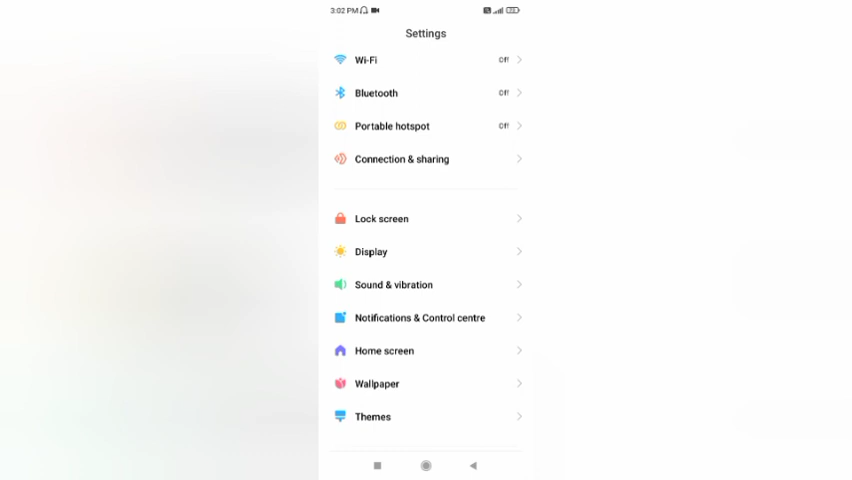 3:02 PM
Settings
Wi-Fi Off
Bluetooth Off
Portable hotspot Off
Connection & sharing
Lock screen
Display
Sound & vibration
Notifications & Control centre
Home screen
Wallpaper
Themes